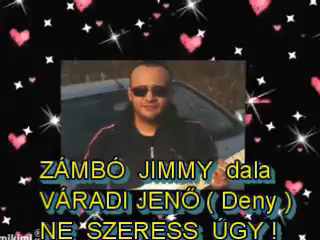 ZÁMBÓ JIMMY dala
VÁRADI JENŐ ( Deny )
NE SZERESS ÚGY !